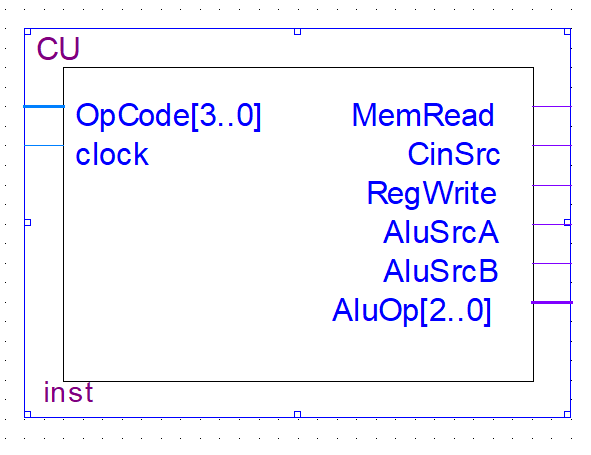 CU
OpCode[3..0] MemRead
clock CinSrc
RegWrite
AluSrcA
AluSrcB
AluOp[2..0]
inst